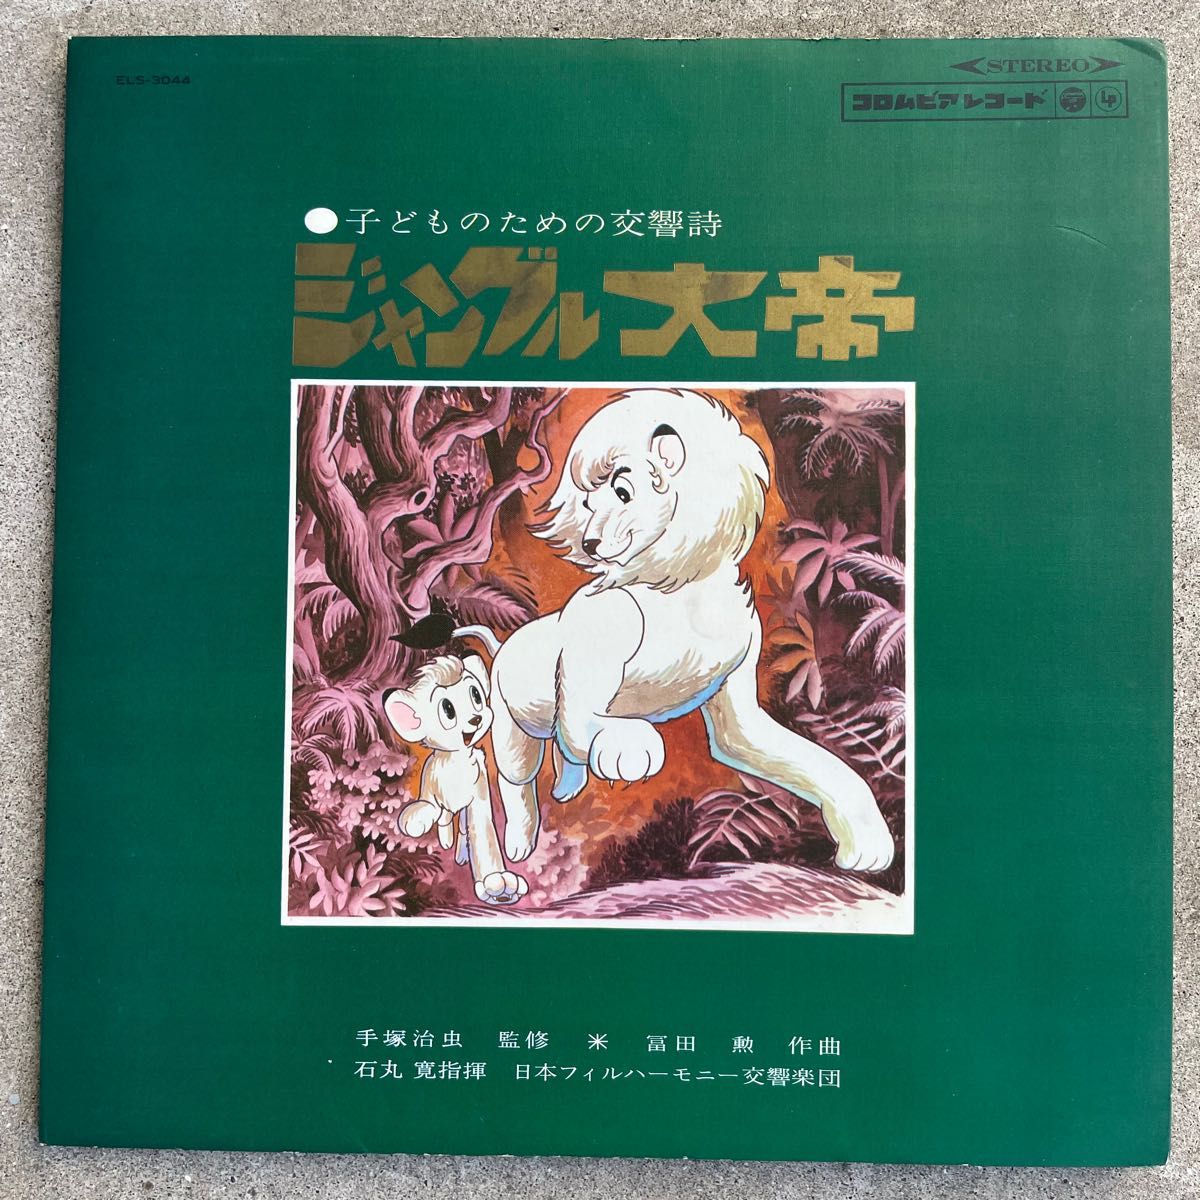 ELS-3044
STEREO
コロムビアレコード 4
●子どものための交響詩
ジャングル大帝
手塚治虫 監修 米 冨田 勲 作曲
石丸 寛指揮 日本フィルハーモニー交響楽団